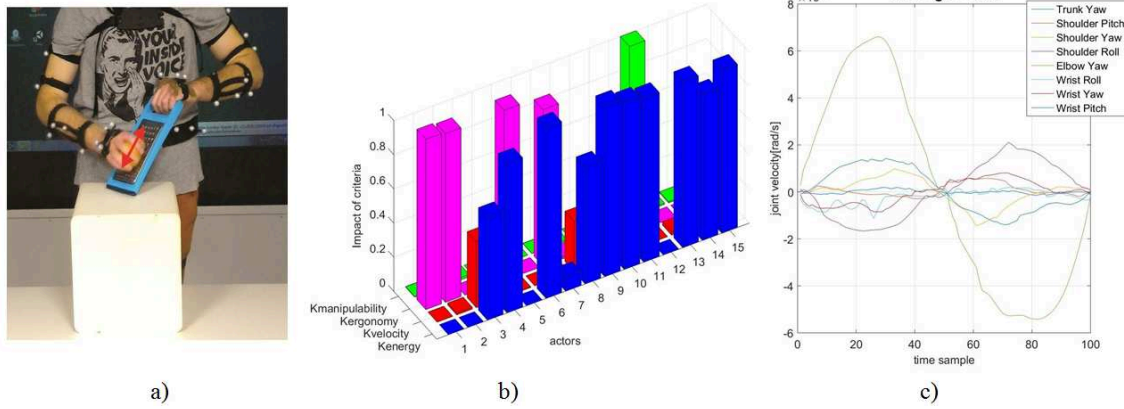 YOUR
INSIDE
VOICE
a)
1
0.8
0.6
0.4
0.2
0
Impact of criteria
Kmanipulability
Kergonomy
Kvelocity
Kenergy
1
2
3
4
5
6
7
8
9
10
11
12
13
14
15
actors
b)
8
6
4
2
0
-2
-4
-6
joint velocity[rad/s]
0
20
40
60
80
100
time sample
Trunk Yaw
Shoulder Pitch
Shoulder Yaw
Shoulder Roll
Elbow Yaw
Wrist Roll
Wrist Yaw
Wrist Pitch
c)